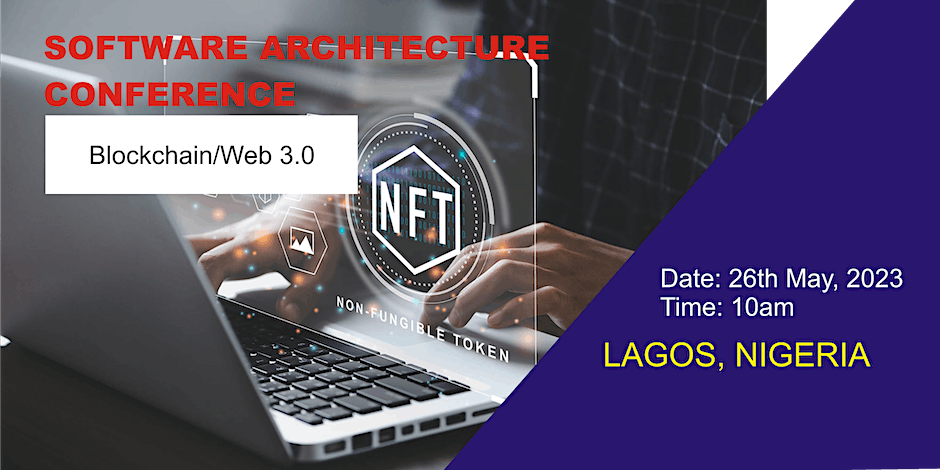 SOFTWARE ARCHITECTURE
CONFERENCE
Blockchain/Web 3.0
NFT
NON-FUNGIBLE TOKEN
Date: 26th May, 2023
Time: 10am
LAGOS, NIGERIA